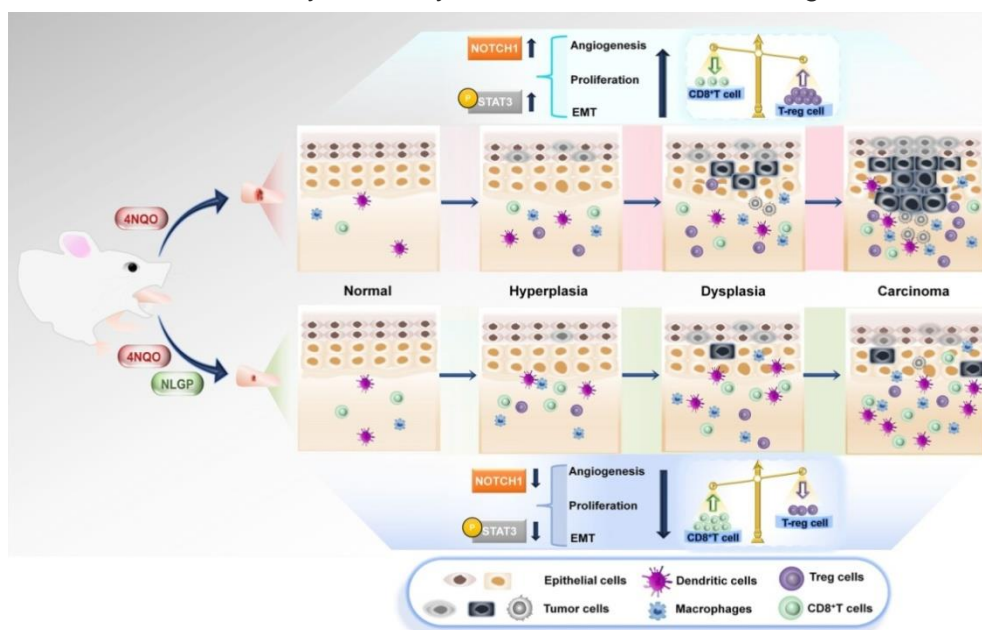 NOTCH1
Angiogenesis
Proliferation
P
STAT3
EMT
CD8⁺T cell
T-reg cell
4NQO
Normal
Hyperplasia
Dysplasia
Carcinoma
4NQO
NLGP
NOTCH1
Angiogenesis
Proliferation
P
STAT3
EMT
CD8⁺T cell
T-reg cell
Epithelial cells
Dendritic cells
Treg cells
Tumor cells
Macrophages
CD8⁺T cells